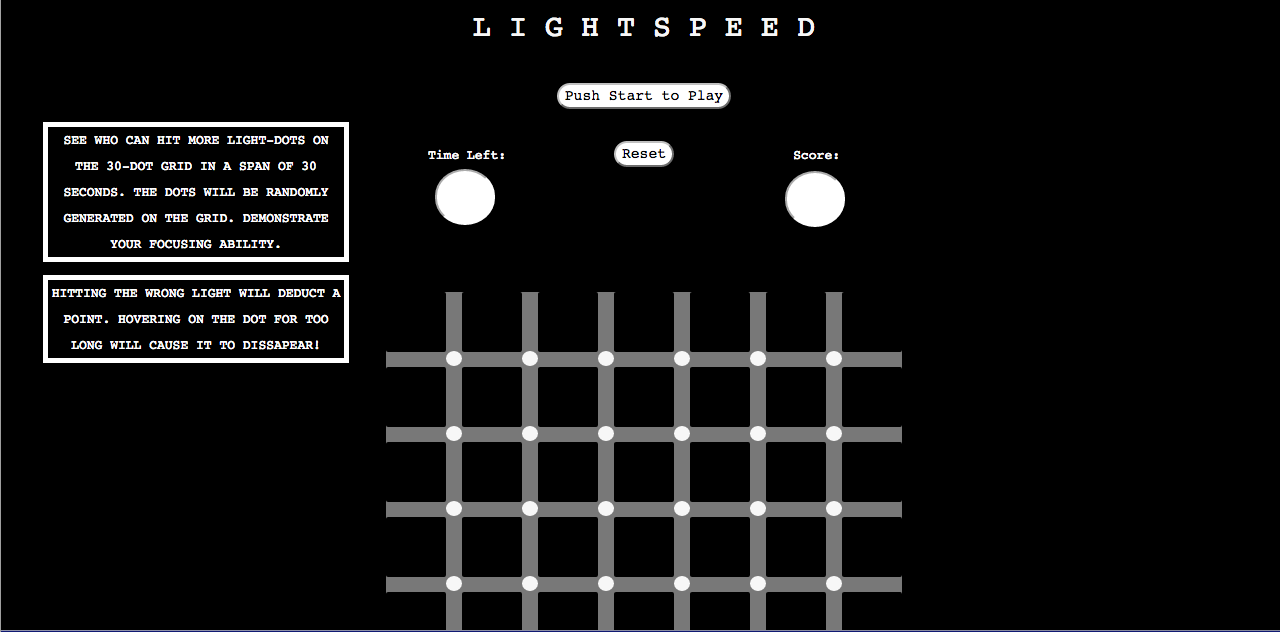 L I G H T S P E E D
Push Start to Play
SEE WHO CAN HIT MORE LIGHT-DOTS ON
THE 30-DOT GRID IN A SPAN OF 30
SECONDS. THE DOTS WILL BE RANDOMLY
GENERATED ON THE GRID. DEMONSTRATE
YOUR FOCUSING ABILITY.
HITTING THE WRONG LIGHT WILL DEDUCT A
POINT. HOVERING ON THE DOT FOR TOO
LONG WILL CAUSE IT TO DISSAPEAR!
Time Left:
Reset
Score: